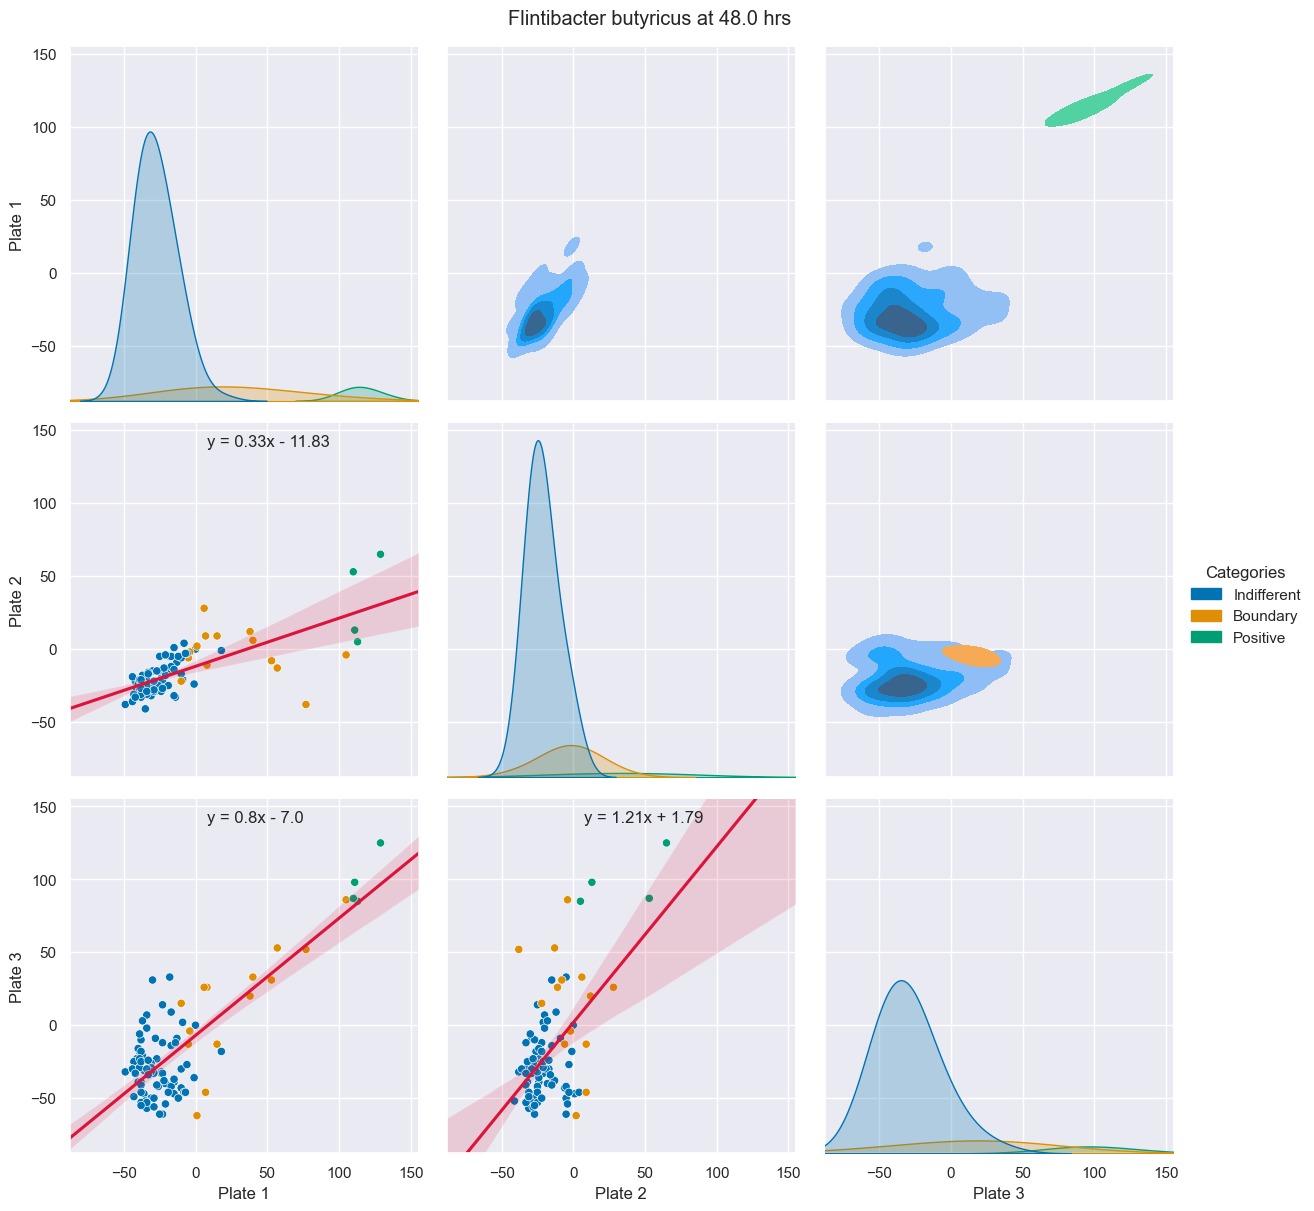 Flintibacter butyricus at 48.0 hrs
150
100
50
0
−50
Plate 1
y = 0.33x - 11.83
150
100
50
0
−50
Plate 2
Categories
Indifferent
Boundary
Positive
y = 0.8x - 7.0
y = 1.21x + 1.79
150
100
50
0
−50
Plate 3
−50 0 50 100 150
−50 0 50 100 150
−50 0 50 100 150
Plate 1
Plate 2
Plate 3